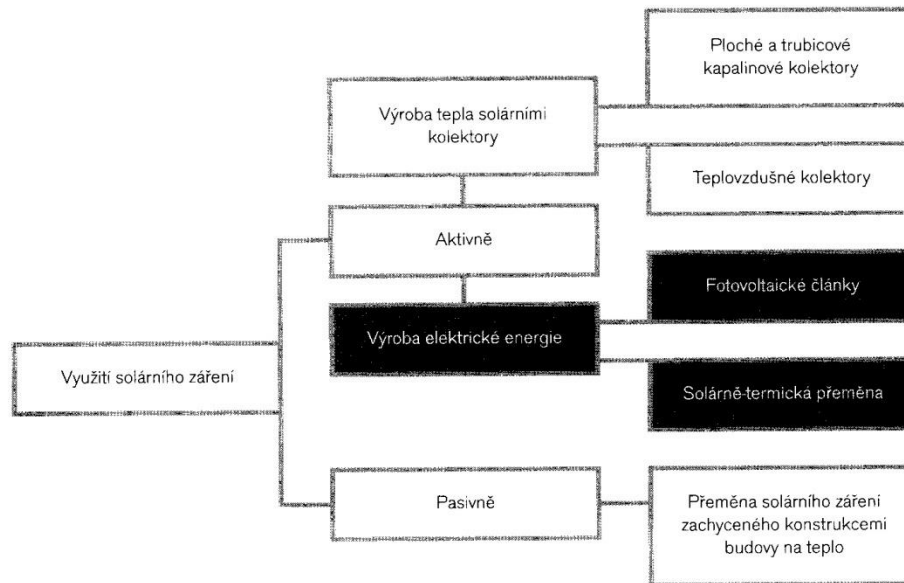 Ploché a trubicové
kapalinové kolektory
Výroba tepla solárními
kolektory
Teplovzdušné kolektory
Aktivně
Fotovoltaické články
Výroba elektrické energie
Využití solárního záření
Solárně-termická přeměna
Pasivně
Přeměna solárního záření
zachyceného konstrukcemi
budovy na teplo